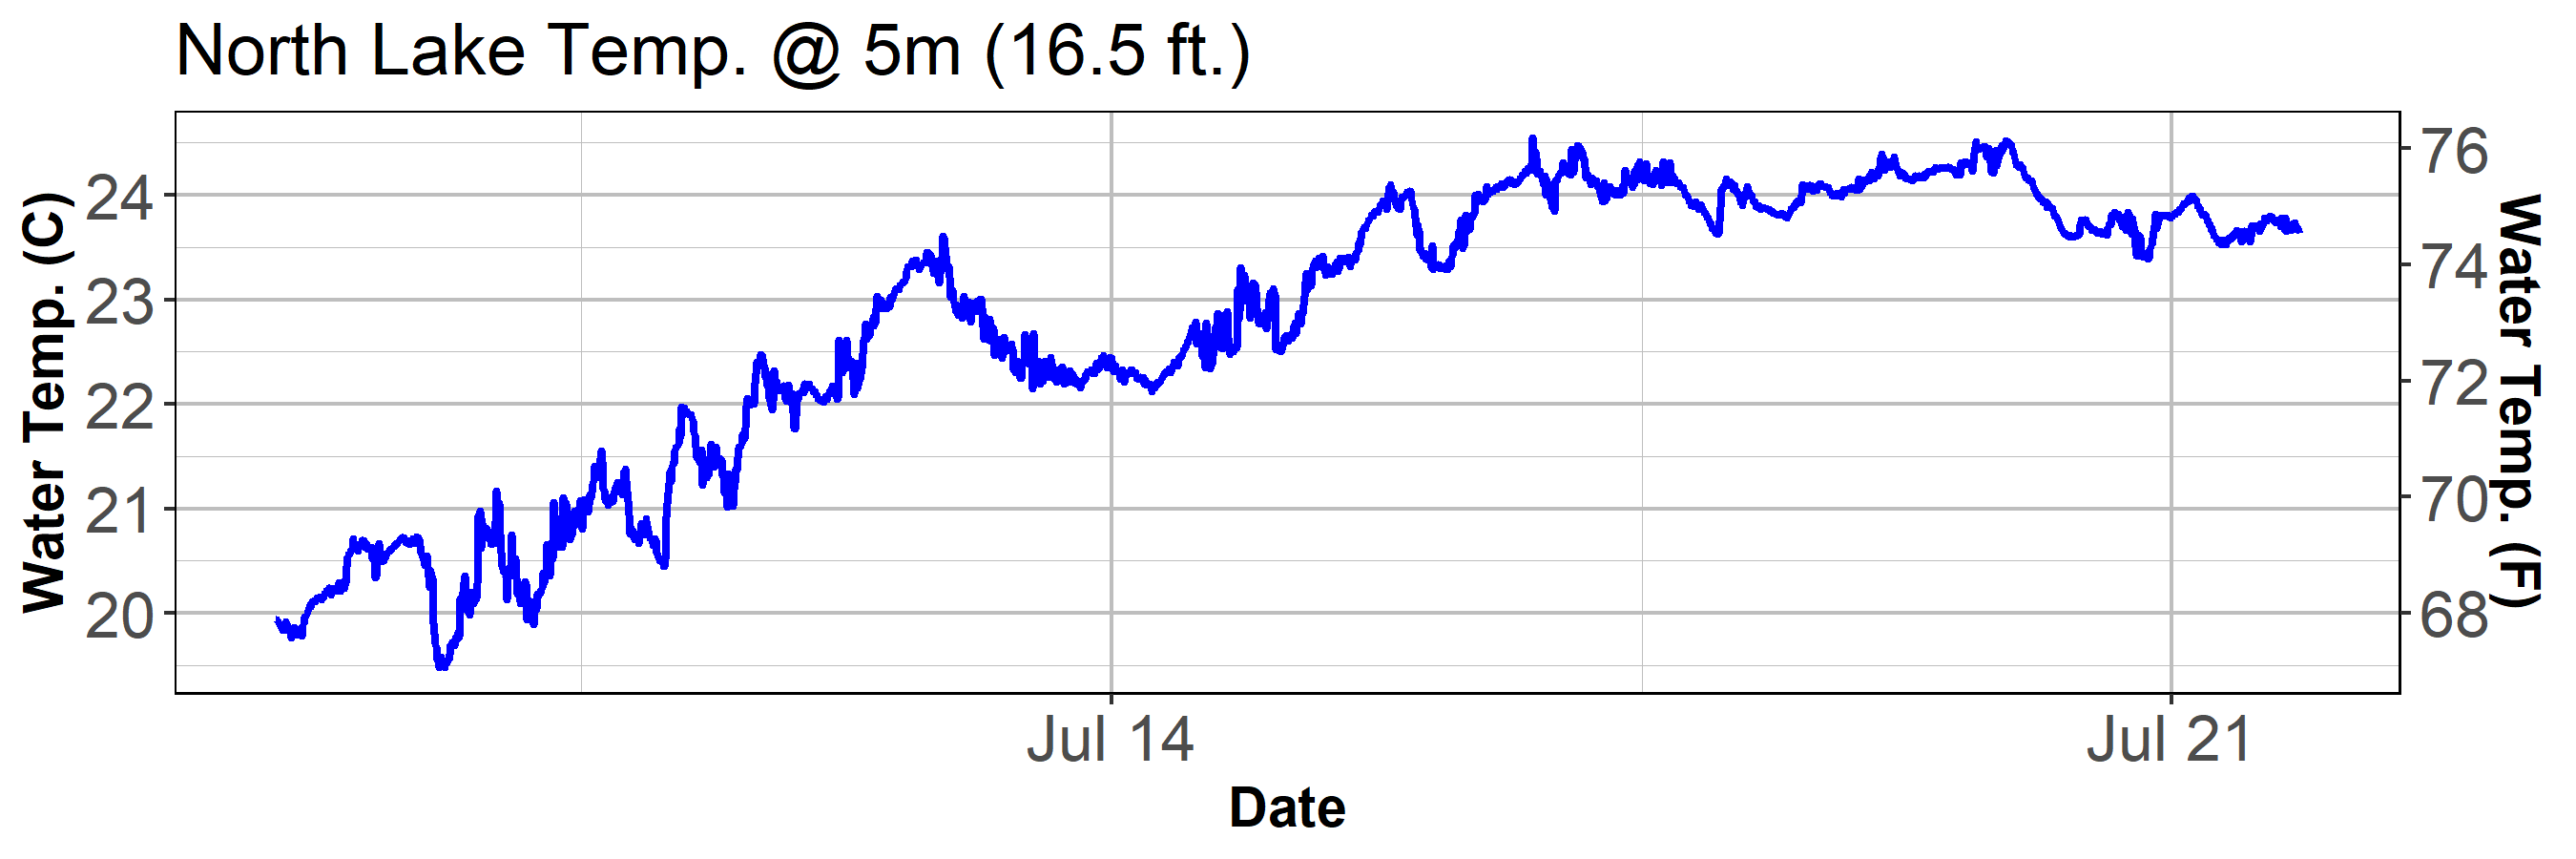 North Lake Temp. @ 5m (16.5 ft.)
Water Temp. (C)
24
23
22
21
20
76
74
72
70
68
Water Temp. (F)
Jul 14
Jul 21
Date